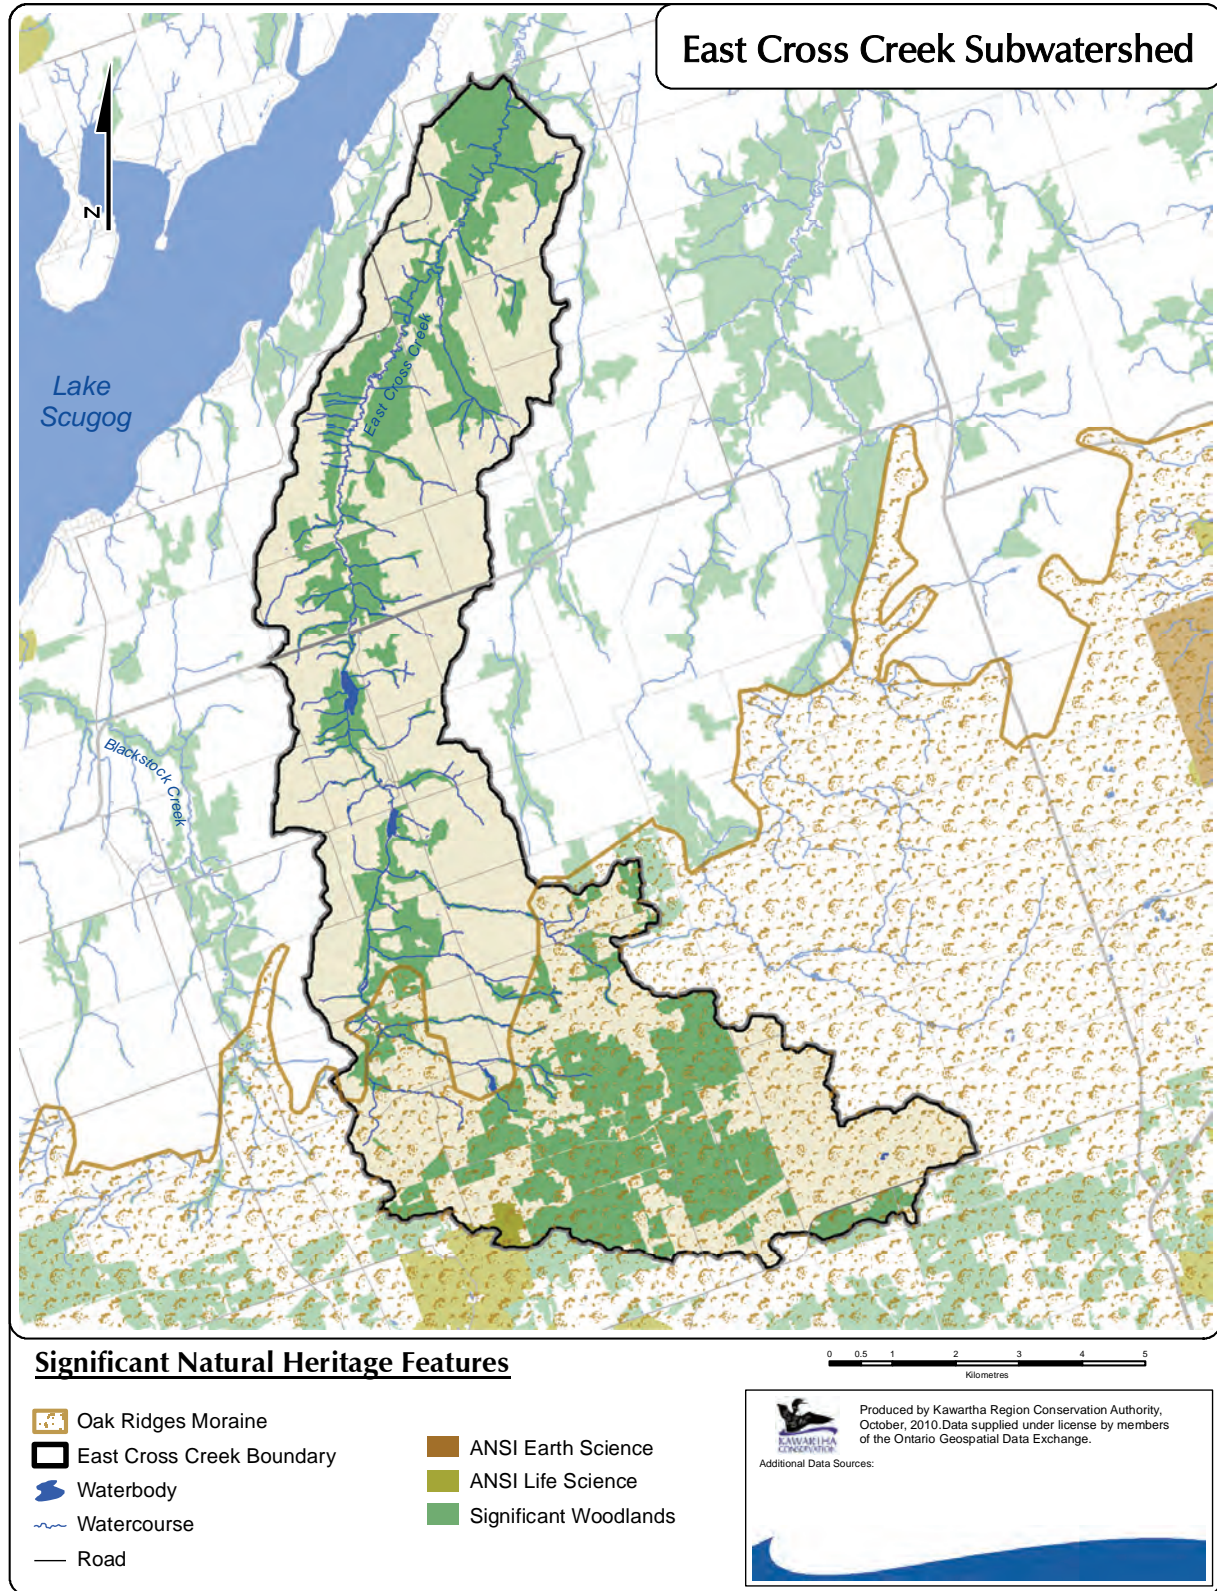 East Cross Creek Subwatershed
N
Lake
Scugog
East Cross Creek
Blackstock Creek
Significant Natural Heritage Features
Oak Ridges Moraine
East Cross Creek Boundary
Waterbody
Watercourse
Road
ANSI Earth Science
ANSI Life Science
Significant Woodlands
0 0.5 1 2 3 4 5
Kilometres
KAWARTHA
CONSERVATION
Produced by Kawartha Region Conservation Authority,
October, 2010.Data supplied under license by members
of the Ontario Geospatial Data Exchange.
Additional Data Sources: